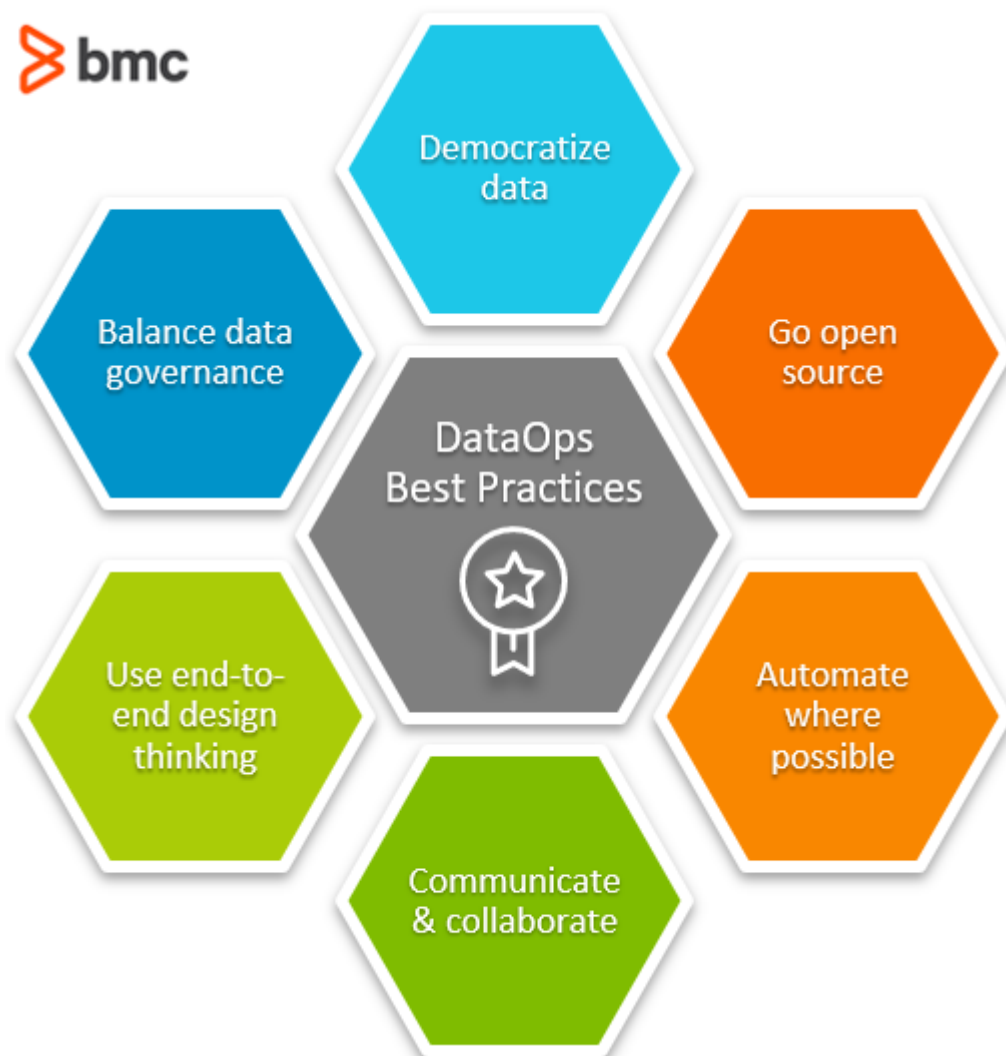 bmc
Democratize
data
Balance data
governance
Go open
source
DataOps
Best Practices
Use end-to-
end design
thinking
Automate
where
possible
Communicate
& collaborate